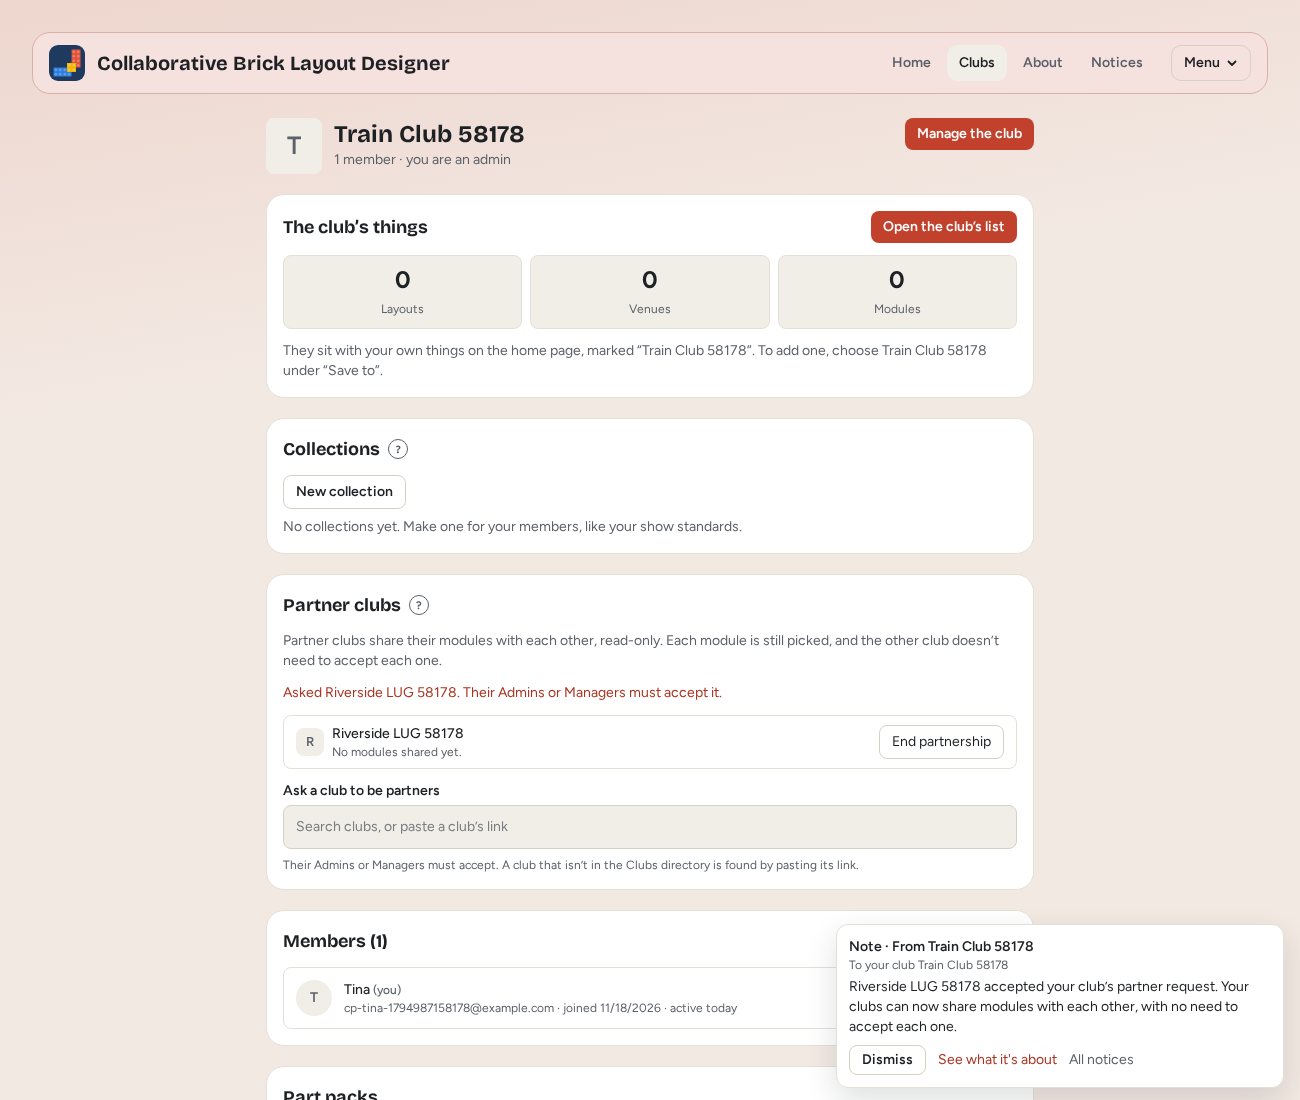 Collaborative Brick Layout Designer
Home
Clubs
About
Notices
Menu
T
Train Club 58178
1 member · you are an admin
Manage the club
The club’s things
Open the club’s list
0
Layouts
0
Venues
0
Modules
They sit with your own things on the home page, marked “Train Club 58178”. To add one, choose Train Club 58178
under “Save to”.
Collections ?
New collection
No collections yet. Make one for your members, like your show standards.
Partner clubs ?
Partner clubs share their modules with each other, read-only. Each module is still picked, and the other club doesn’t
need to accept each one.
Asked Riverside LUG 58178. Their Admins or Managers must accept it.
R
Riverside LUG 58178
No modules shared yet.
End partnership
Ask a club to be partners
Search clubs, or paste a club’s link
Their Admins or Managers must accept. A club that isn’t in the Clubs directory is found by pasting its link.
Members (1)
T
Tina (you)
cp-tina-1794987158178@example.com · joined 11/18/2026 · active today
Part packs
Note · From Train Club 58178
To your club Train Club 58178
Riverside LUG 58178 accepted your club’s partner request. Your
clubs can now share modules with each other, with no need to
accept each one.
Dismiss
See what it's about
All notices